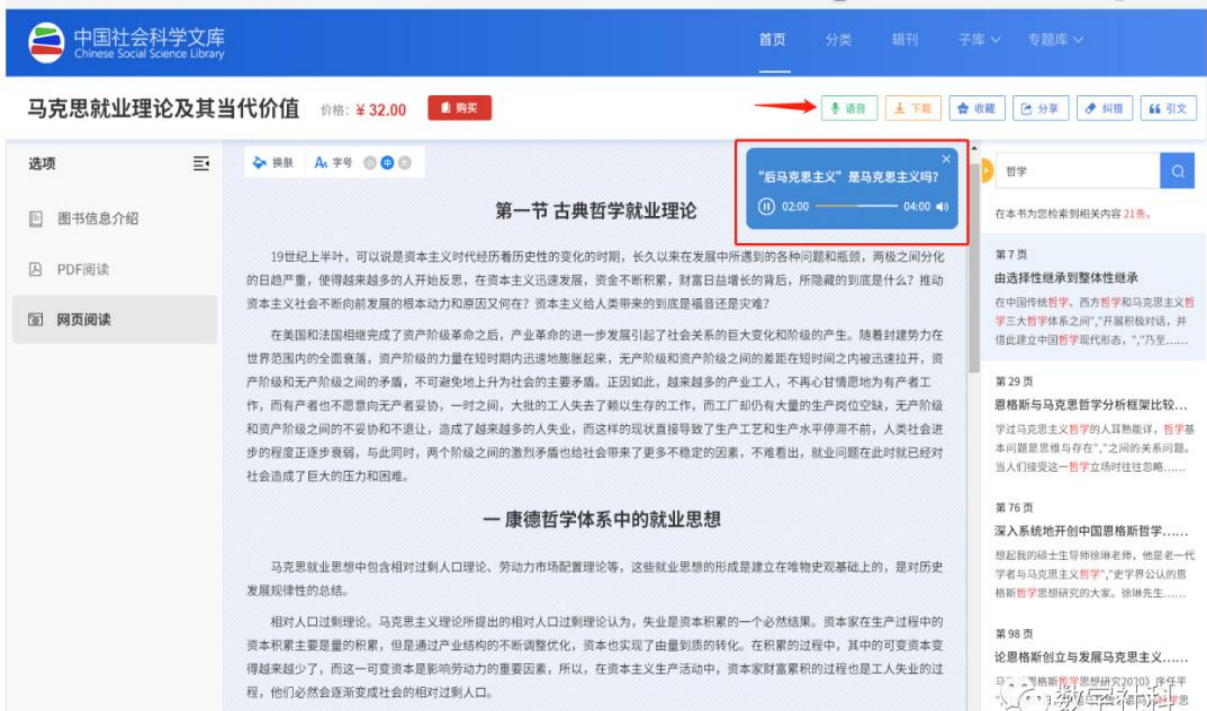 中国社会科学文库
Chinese Social Science Library
首页 分类 辑刊 子库 专题库
马克思就业理论及其当代价值 价格：¥ 32.00 购买
语音 下载 收藏 分享 纠错 引文
选项
图书信息介绍
PDF阅读
网页阅读
换肤 A 字号 小 中 大
“后马克思主义”是马克思主义吗？
02:00 04:00
第一节 古典哲学就业理论
19世纪上半叶，可以说是资本主义时代经历着历史性的变化的时期，长久以来在发展中所遇到的各种问题和瓶颈，两极之间分化
的日趋严重，使得越来越多的人开始反思，在资本主义迅速发展，资金不断积累，财富日益增长的背后，所隐藏的到底是什么？推动
资本主义社会不断向前发展的根本动力和原因又何在？资本主义给人类带来的到底是福音还是灾难？
在美国和法国相继完成了资产阶级革命之后，产业革命的进一步发展引起了社会关系的巨大变化和阶级的产生。随着封建势力在
世界范围内的全面衰落，资产阶级的力量在短时期内迅速地膨胀起来，无产阶级和资产阶级之间的差距在短时间之内被迅速拉开，资
产阶级和无产阶级之间的矛盾，不可避免地上升为社会的主要矛盾。正因如此，越来越多的产业工人，不再心甘情愿地为有产者工
作，而有产者也不愿意向无产者妥协，一时之间，大批的工人失去了赖以生存的工作，而工厂却仍有大量的生产岗位空缺，无产阶级
和资产阶级之间的不妥协和不退让，造成了越来越多的人失业，而这样的现状直接导致了生产工艺和生产水平停滞不前，人类社会进
步的程度正逐步衰弱，与此同时，两个阶级之间的激烈矛盾也给社会带来了更多不稳定的因素，不难看出，就业问题在此时就已经对
社会造成了巨大的压力和困难。
一 康德哲学体系中的就业思想
马克思就业思想中包含相对过剩人口理论、劳动力市场配置理论等，这些就业思想的形成是建立在唯物史观基础上的，是对历史
发展规律性的总结。
相对人口过剩理论。马克思主义理论所提出的相对人口过剩理论认为，失业是资本积累的一个必然结果。资本家在生产过程中的
资本积累主要是量的积累，但是通过产业结构的不断调整优化，资本也实现了由量到质的转化。在积累的过程中，其中的可变资本变
得越来越少了，而这一可变资本是影响劳动力的重要因素，所以，在资本主义生产活动中，资本家财富累积的过程也是工人失业的过
程，他们必然会逐渐变成社会的相对过剩人口。
哲学
在本书为您检索到相关内容 21条。
第 7 页
由选择性继承到整体性继承
在中国传统哲学、西方哲学和马克思主义哲
学三大哲学体系之间","开展积极对话，并
借此建立中国哲学现代形态，","乃至……
第 29 页
恩格斯与马克思哲学分析框架比较...
学过马克思主义哲学的人耳熟能详，哲学基
本问题是思维与存在","之间的关系问题。
当人们接受这一哲学立场时往往忽略……
第 76 页
深入系统地开创中国恩格斯哲学……
想起我的硕士生导师徐琳老师，他是老一代
学者与马克思主义哲学","史学界公认的恩
格斯哲学思想研究的大家。徐琳先生……
第 98 页
论恩格斯创立与发展马克思主义……
恩格斯哲学思想研究2020》序任平
数字社科